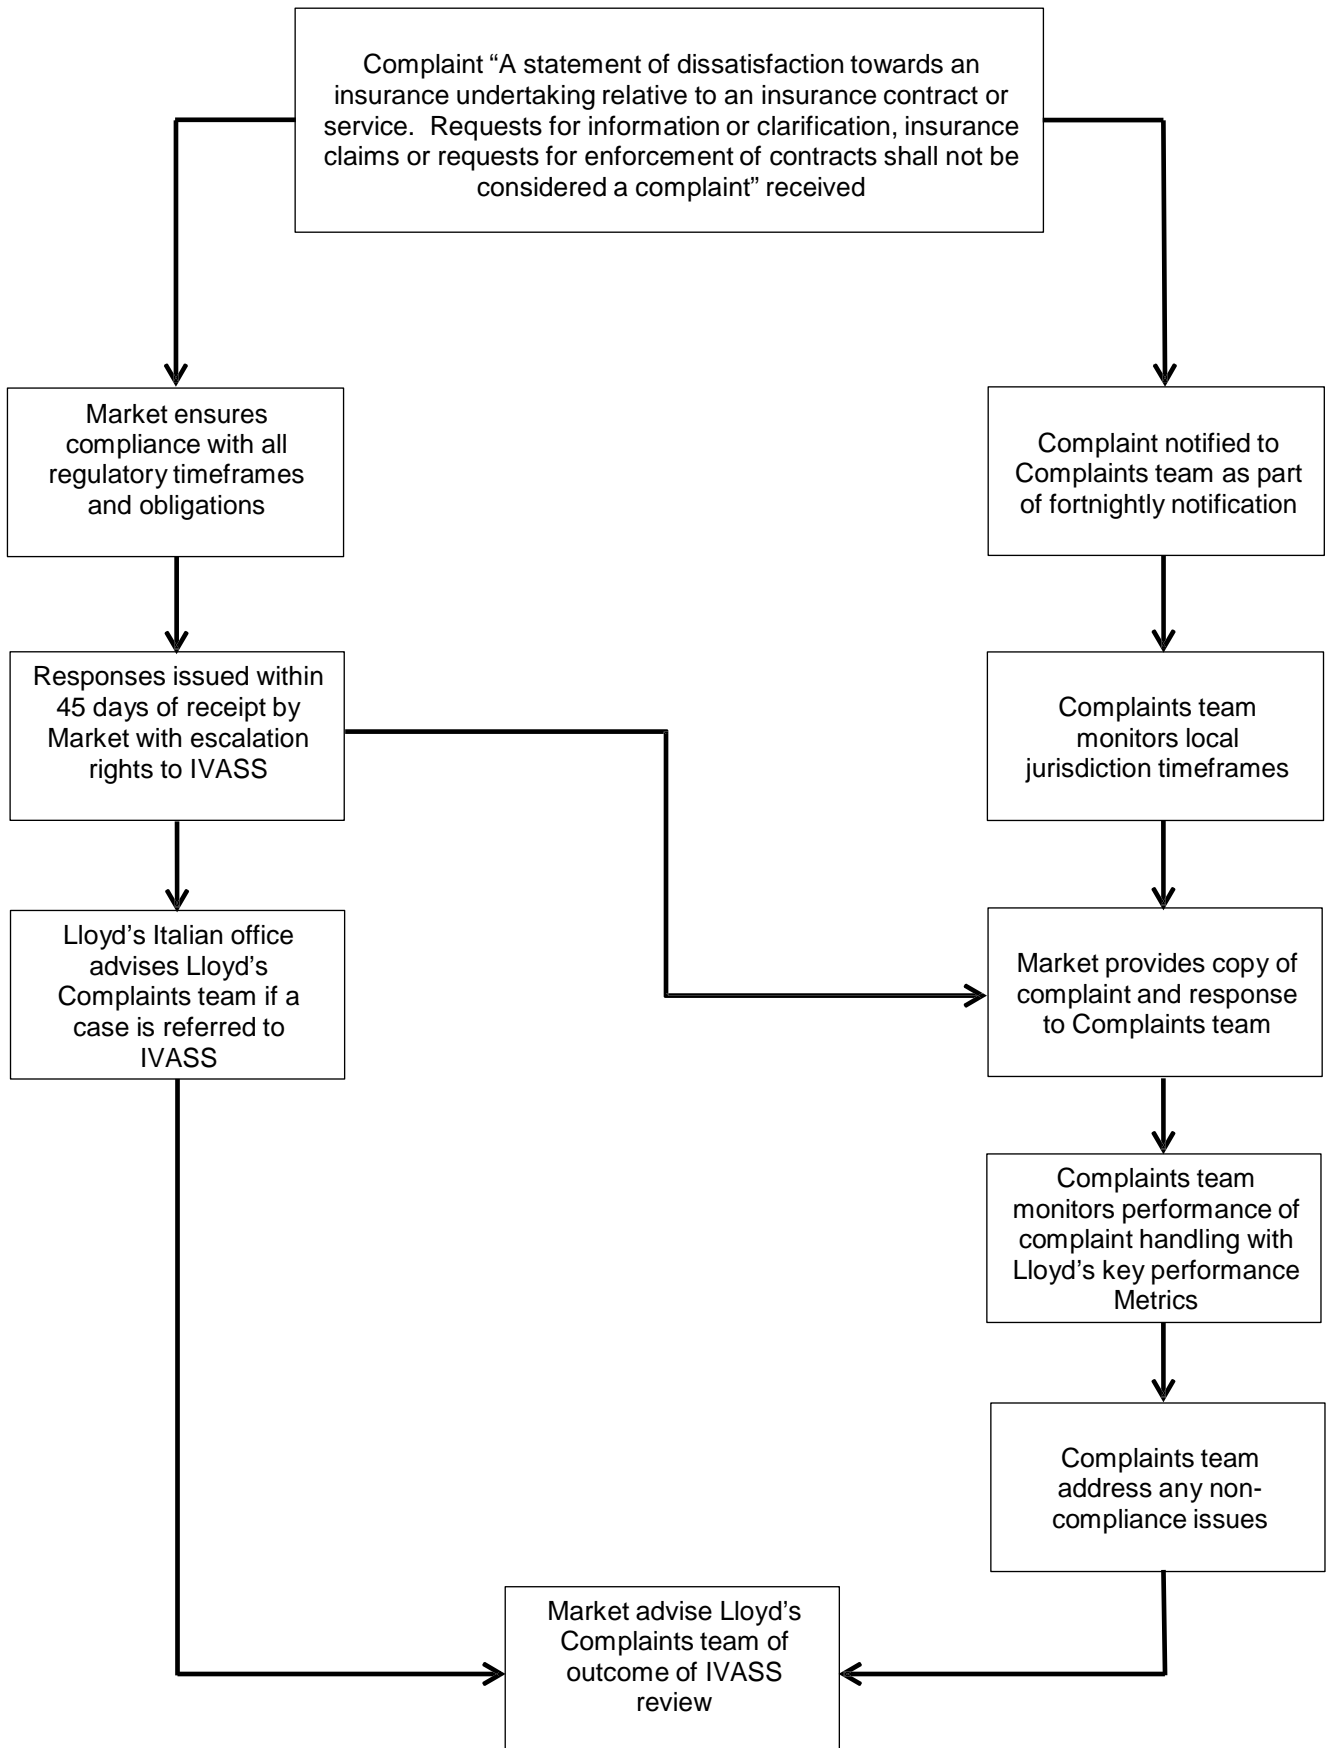 Complaint “A statement of dissatisfaction towards an
insurance undertaking relative to an insurance contract or
service.  Requests for information or clarification, insurance
claims or requests for enforcement of contracts shall not be
considered a complaint” received
Market ensures
compliance with all
regulatory timeframes
and obligations
Complaint notified to
Complaints team as part
of fortnightly notification
Responses issued within
45 days of receipt by
Market with escalation
rights to IVASS
Complaints team
monitors local
jurisdiction timeframes
Lloyd’s Italian office
advises Lloyd’s
Complaints team if a
case is referred to
IVASS
Market provides copy of
complaint and response
to Complaints team
Complaints team
monitors performance of
complaint handling with
Lloyd’s key performance
Metrics
Complaints team
address any non-
compliance issues
Market advise Lloyd’s
Complaints team of
outcome of IVASS
review